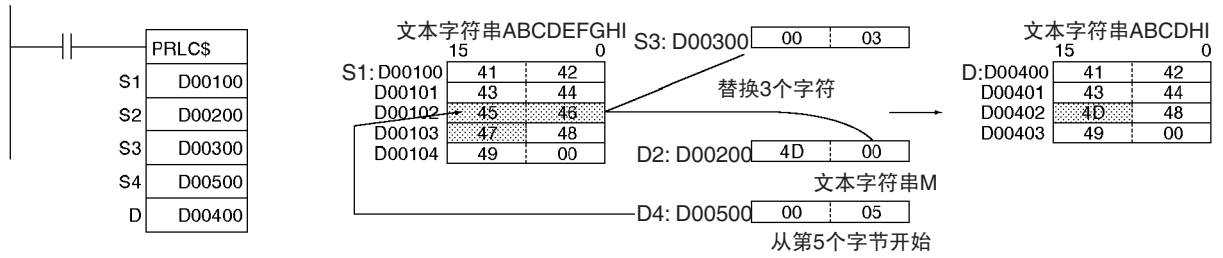 PRLC$
S1 D00100
S2 D00200
S3 D00300
S4 D00500
D D00400
文本字符串ABCDEFGHI
15 0
S1: D00100 41 42
D00101 43 44
D00102 45 46
D00103 47 48
D00104 49 00
S3: D00300 00 03
替换3个字符
D2: D00200 4D 00
文本字符串M
D4: D00500 00 05
从第5个字节开始
文本字符串ABCDHI
15 0
D:D00400 41 42
D00401 43 44
D00402 4D 48
D00403 49 00